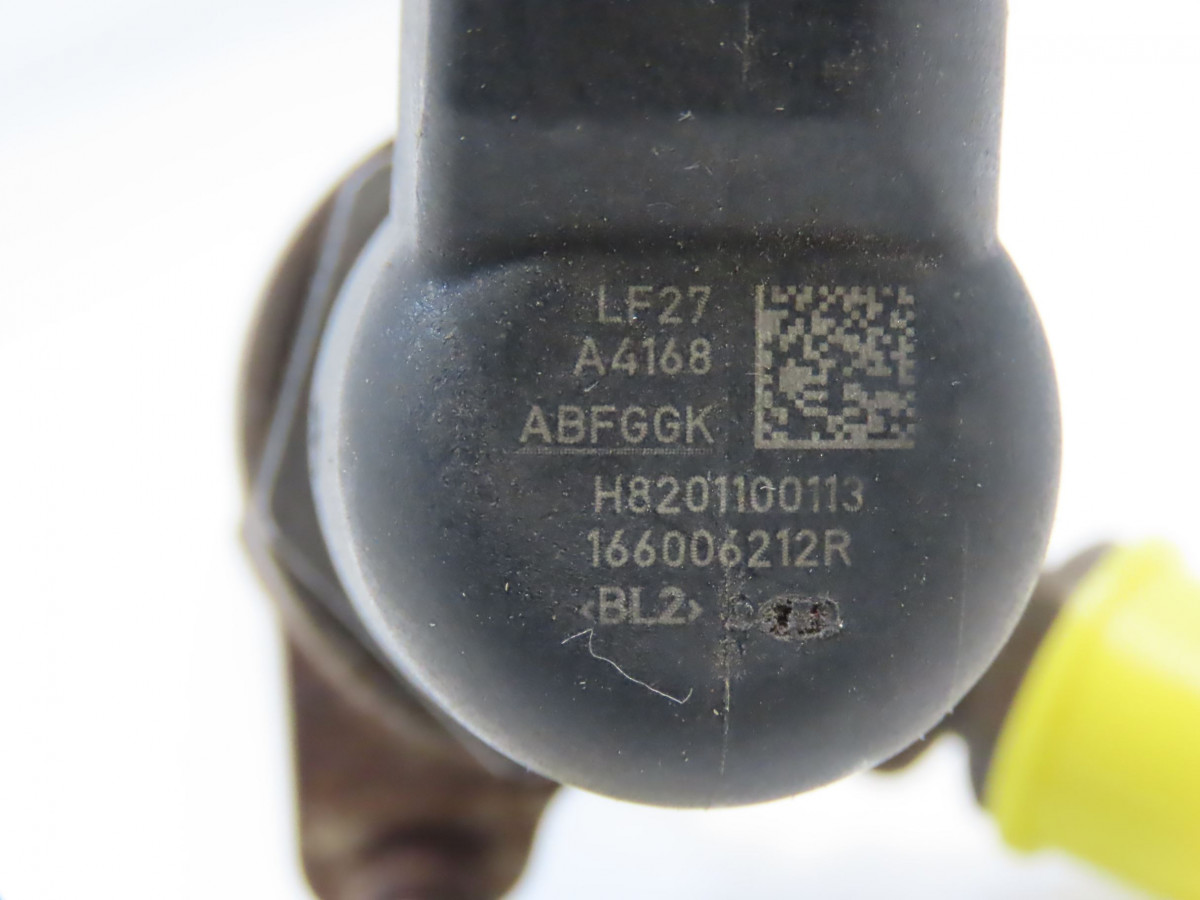 LF27
A4168
ABFGGK
H8201100113
166006212R
<BL2>